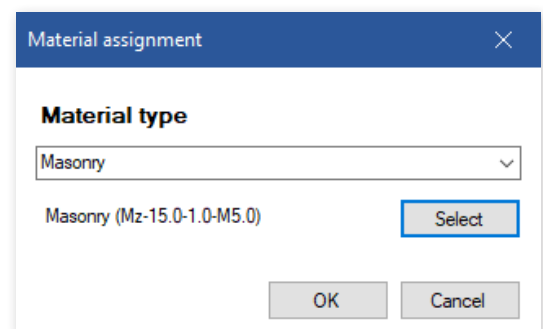 Material assignment
Material type
Masonry
Masonry (Mz-15.0-1.0-M5.0)
Select
OK
Cancel